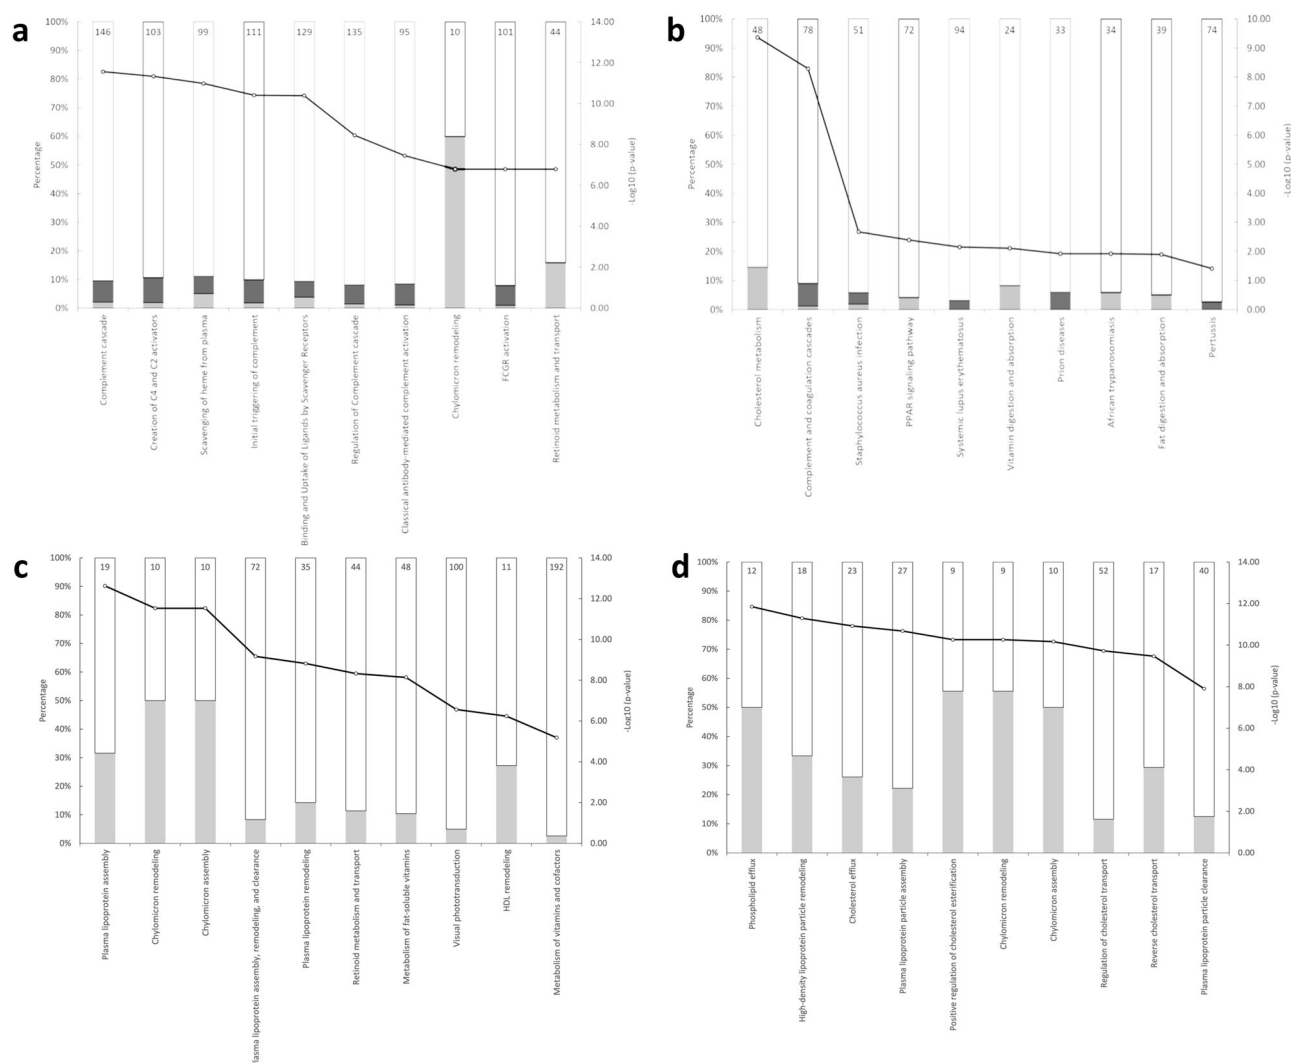 a
146 103 99 111 129 135 95 10 101 44
100% 90% 80% 70% 60% 50% 40% 30% 20% 10% 0%
Percentage
14.00 12.00 10.00 8.00 6.00 4.00 2.00 0.00
-Log10 (p-value)
Complement cascade
Creation of C4 and C2 activators
Scavenging of heme from plasma
Initial triggering of complement
Binding and Uptake of Ligands by Scavenger Receptors
Regulation of Complement cascade
Classical antibody-mediated complement activation
Chylomicron remodeling
FCGR activation
Retinoid metabolism and transport
b
48 78 51 72 94 24 33 34 39 74
100% 90% 80% 70% 60% 50% 40% 30% 20% 10% 0%
Percentage
10.00 9.00 8.00 7.00 6.00 5.00 4.00 3.00 2.00 1.00 0.00
-Log10 (p-value)
Cholesterol metabolism
Complement and coagulation cascades
Staphylococcus aureus infection
PPAR signaling pathway
Systemic lupus erythematosus
Vitamin digestion and absorption
Prion diseases
African trypanosomiasis
Fat digestion and absorption
Pertussis
c
19 10 10 72 35 44 48 100 11 192
100% 90% 80% 70% 60% 50% 40% 30% 20% 10% 0%
Percentage
14.00 12.00 10.00 8.00 6.00 4.00 2.00 0.00
-Log10 (p-value)
Plasma lipoprotein assembly
Chylomicron remodeling
Chylomicron assembly
Plasma lipoprotein assembly, remodeling, and clearance
Plasma lipoprotein remodeling
Retinoid metabolism and transport
Metabolism of fat-soluble vitamins
Visual phototransduction
HDL remodeling
Metabolism of vitamins and cofactors
d
12 18 23 27 9 9 10 52 17 40
100% 90% 80% 70% 60% 50% 40% 30% 20% 10% 0%
Percentage
14.00 12.00 10.00 8.00 6.00 4.00 2.00 0.00
-Log10 (p-value)
Phospholipid efflux
High-density lipoprotein particle remodeling
Cholesterol efflux
Plasma lipoprotein particle assembly
Positive regulation of cholesterol esterification
Chylomicron remodeling
Chylomicron assembly
Regulation of cholesterol transport
Reverse cholesterol transport
Plasma lipoprotein particle clearance